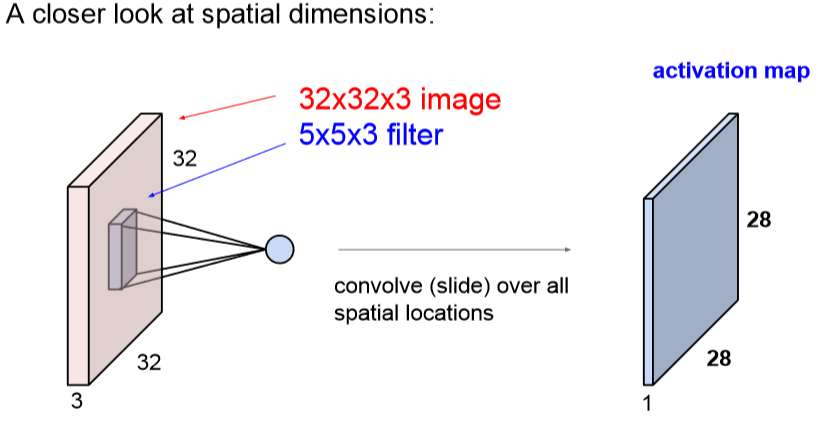 A closer look at spatial dimensions:
activation map
32x32x3 image
5x5x3 filter
32
28
convolve (slide) over all
spatial locations
32
28
3
1